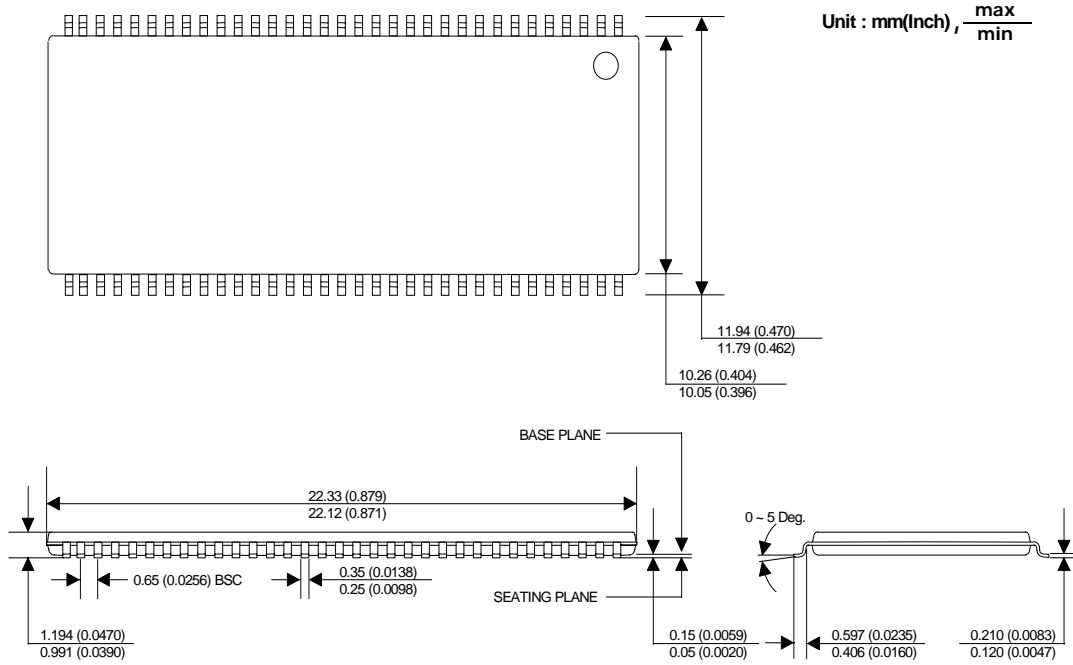 Unit : mm(Inch) , max
min
11.94 (0.470)
11.79 (0.462)
10.26 (0.404)
10.05 (0.396)
BASE PLANE
22.33 (0.879)
22.12 (0.871)
0 ~ 5 Deg.
0.65 (0.0256) BSC
0.35 (0.0138)
0.25 (0.0098)
SEATING PLANE
1.194 (0.0470)
0.991 (0.0390)
0.15 (0.0059)
0.05 (0.0020)
0.597 (0.0235)
0.406 (0.0160)
0.210 (0.0083)
0.120 (0.0047)